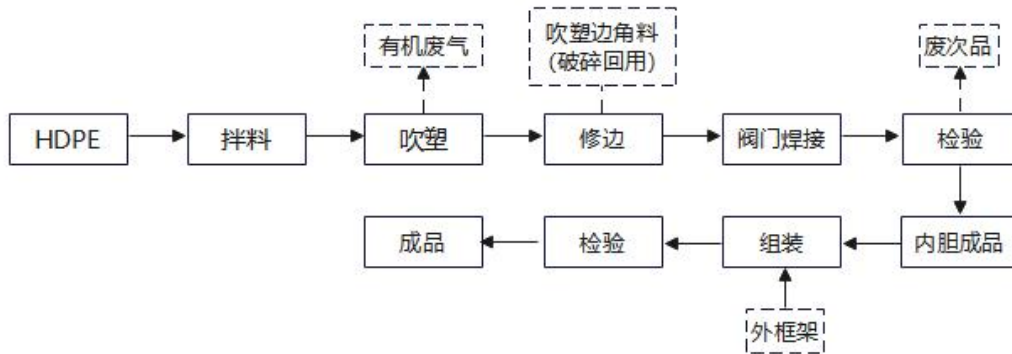 有机废气
吹塑边角料
(破碎回用)
废次品
HDPE
拌料
吹塑
修边
阀门焊接
检验
成品
检验
组装
内胆成品
外框架